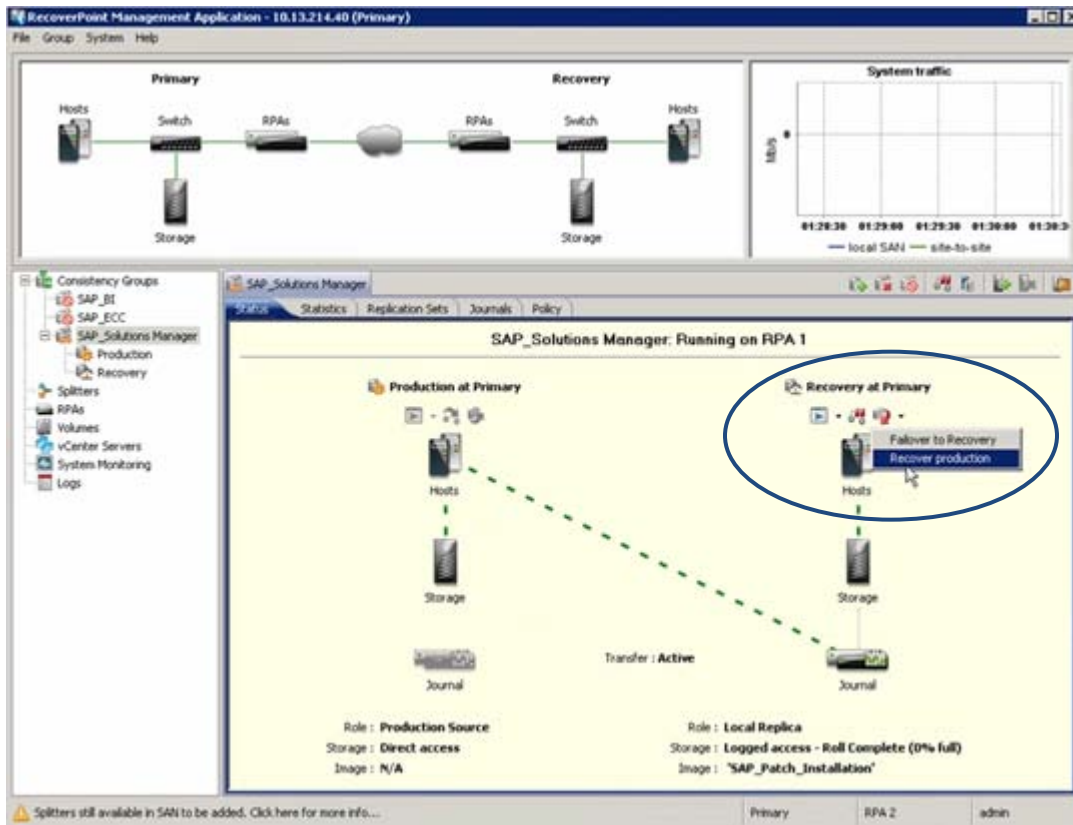 RecoverPoint Management Application - 10.13.214.40 (Primary)
File Group System Help
Primary
Recovery
Hosts
Switch
RPAs
RPAs
Switch
Hosts
Storage
Storage
System traffic
Mb/s
0
01:28:30 01:29:00 01:29:30 01:30:00 01:30:3
local SAN site-to-site
Consistency Groups
SAP_BI
SAP_ECC
SAP_Solutions Manager
Production
Recovery
Splitters
RPAs
Volumes
vCenter Servers
System Monitoring
Logs
SAP_Solutions Manager
Status Statistics Replication Sets Journals Policy
SAP_Solutions Manager: Running on RPA 1
Production at Primary
Recovery at Primary
Failover to Recovery
Recover production
Hosts
Hosts
Storage
Storage
Transfer : Active
Journal
Journal
Role : Production Source
Storage : Direct access
Image : N/A
Role : Local Replica
Storage : Logged access - Roll Complete (0% full)
Image : 'SAP_Patch_Installation'
Splitters still available in SAN to be added. Click here for more info...
Primary
RPA 2
admin